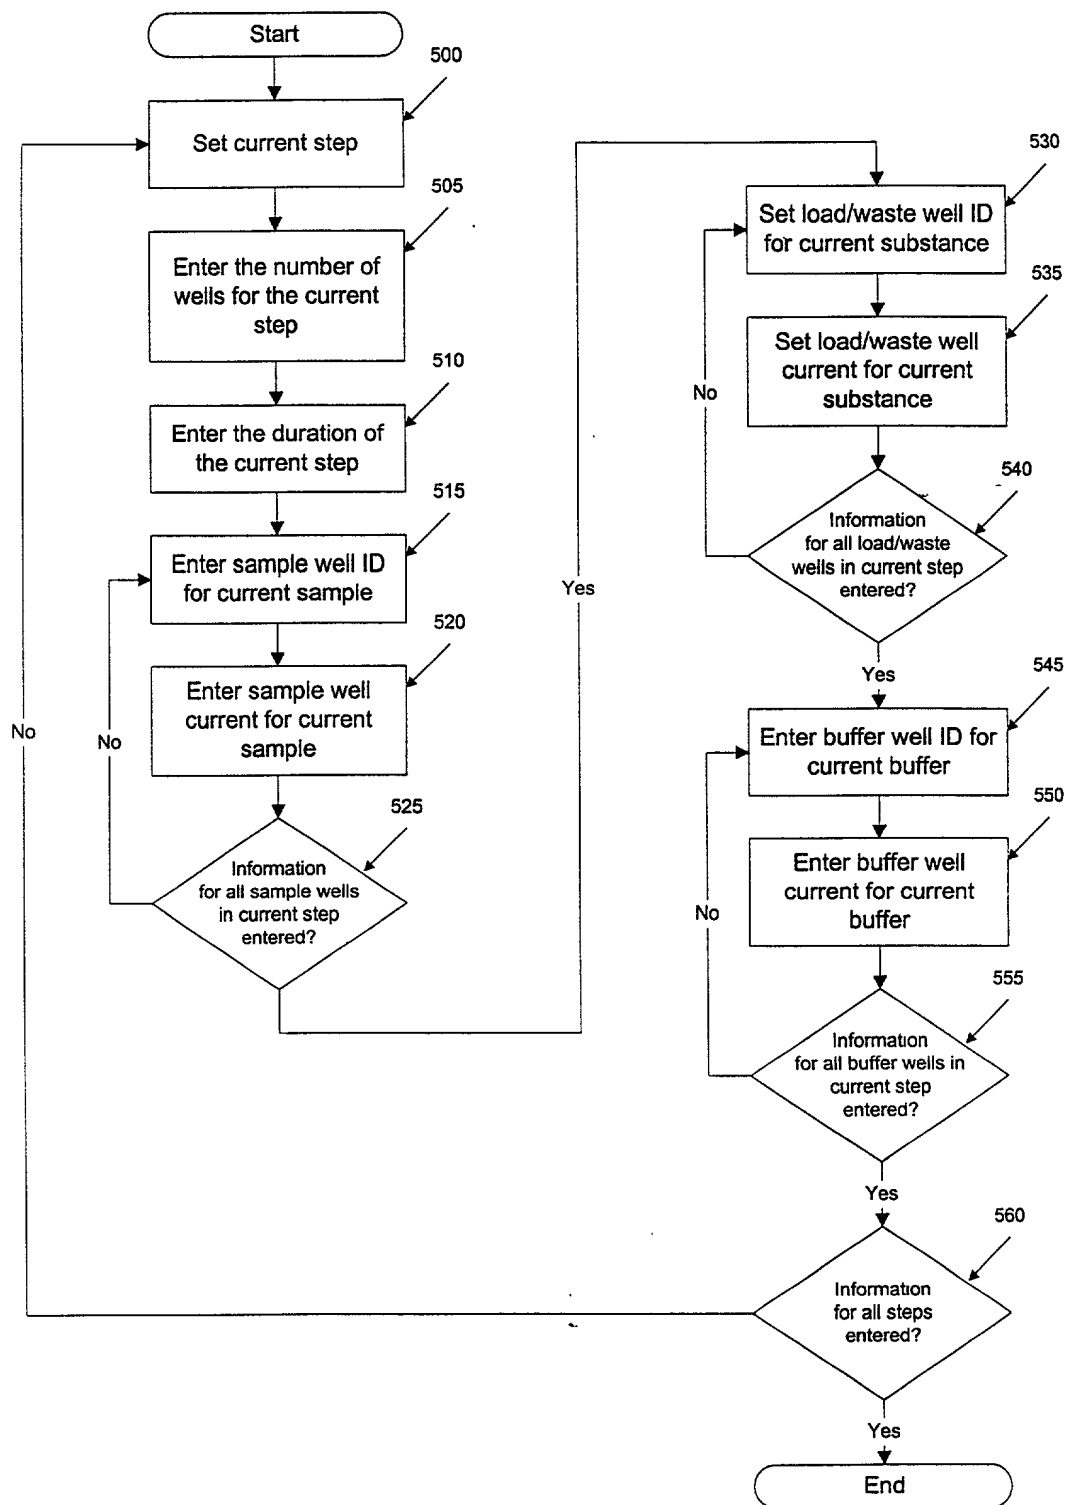 Start
500
Set current step
505
Enter the number of
wells for the current
step
510
Enter the duration of
the current step
515
Enter sample well ID
for current sample
520
Enter sample well
current for current
sample
No
No
525
Information
for all sample wells
in current step
entered?
Yes
530
Set load/waste well ID
for current substance
535
Set load/waste well
current for current
substance
No
540
Information
for all load/waste
wells in current step
entered?
Yes
545
Enter buffer well ID for
current buffer
550
Enter buffer well
current for current
buffer
No
555
Information
for all buffer wells in
current step
entered?
Yes
560
Information
for all steps
entered?
Yes
End